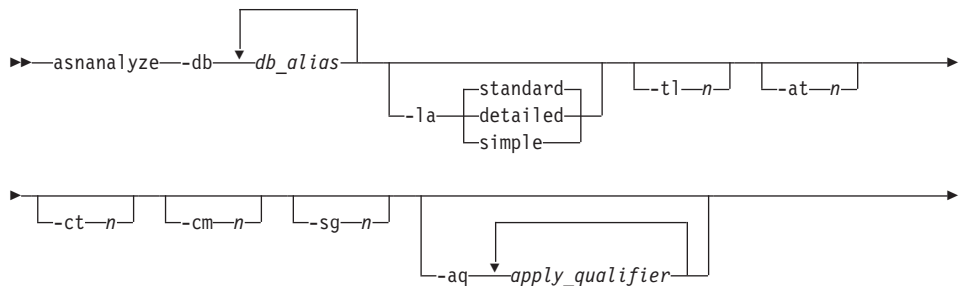 asnanalyze -db db_alias
-la standard -tl n -at n
detailed
simple
-ct n -cm n -sg n
-aq apply_qualifier